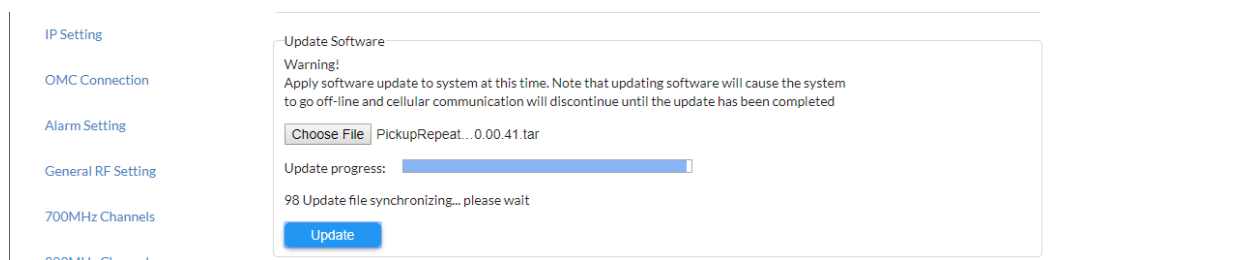 IP Setting
OMC Connection
Alarm Setting
General RF Setting
700MHz Channels
Update Software
Warning!
Apply software update to system at this time. Note that updating software will cause the system
to go off-line and cellular communication will discontinue until the update has been completed
Choose File PickupRepeat...0.00.41.tar
Update progress:
98 Update file synchronizing... please wait
Update